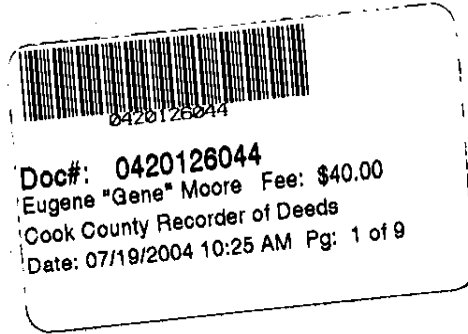 0420126044
Doc#: 0420126044
Eugene "Gene" Moore Fee: $40.00
Cook County Recorder of Deeds
Date: 07/19/2004 10:25 AM Pg: 1 of 9